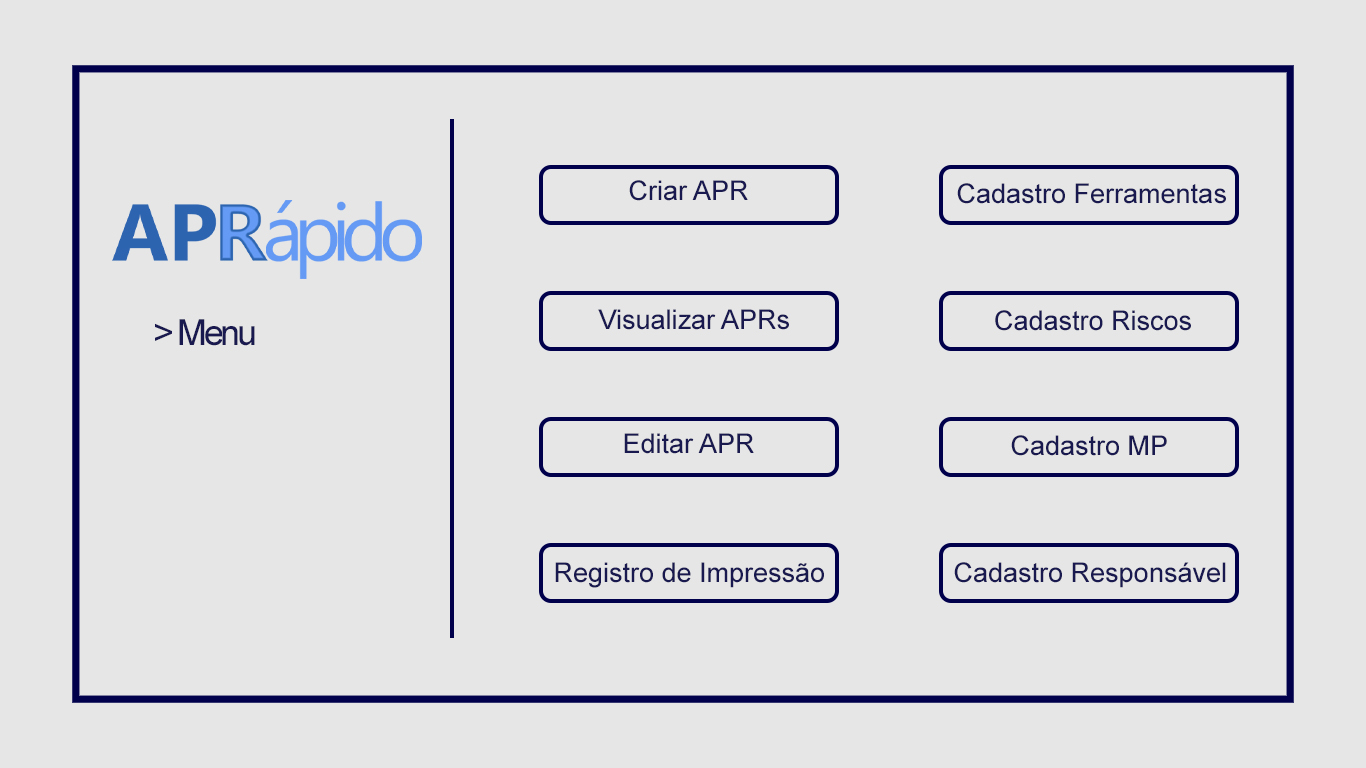 APRápido
> Menu
Criar APR
Cadastro Ferramentas
Visualizar APRs
Cadastro Riscos
Editar APR
Cadastro MP
Registro de Impressão
Cadastro Responsável